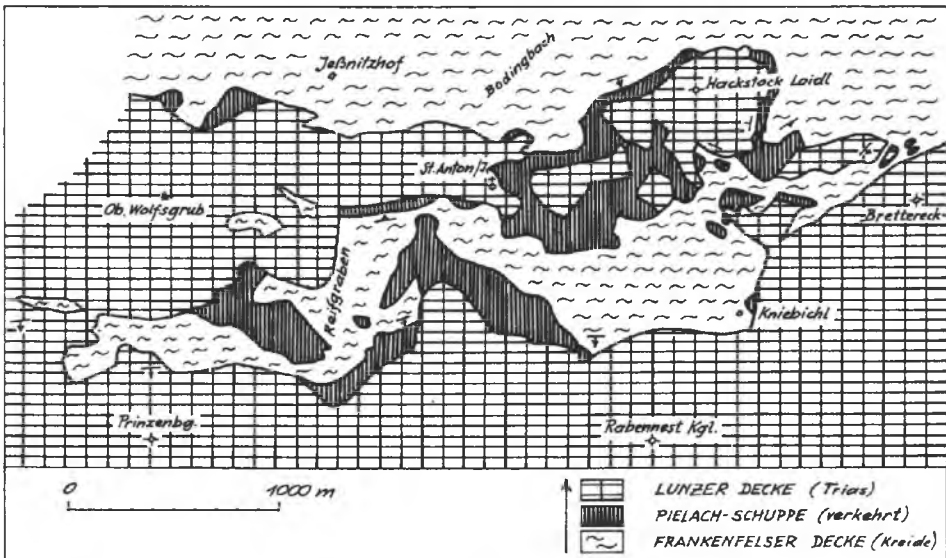 Jeßnitzhof
Bodingbach
Hackstock Loidl
St. Anton/J.
Ob. Wolfsgrub
Brettereck
Reifgraben
Kniebichl
Prinzenbg.
Rabennest Kgl.
0 1000 m
LUNZER DECKE (Trias)
PIELACH-SCHUPPE (verkehrt)
FRANKENFELSER DECKE (Kreide)